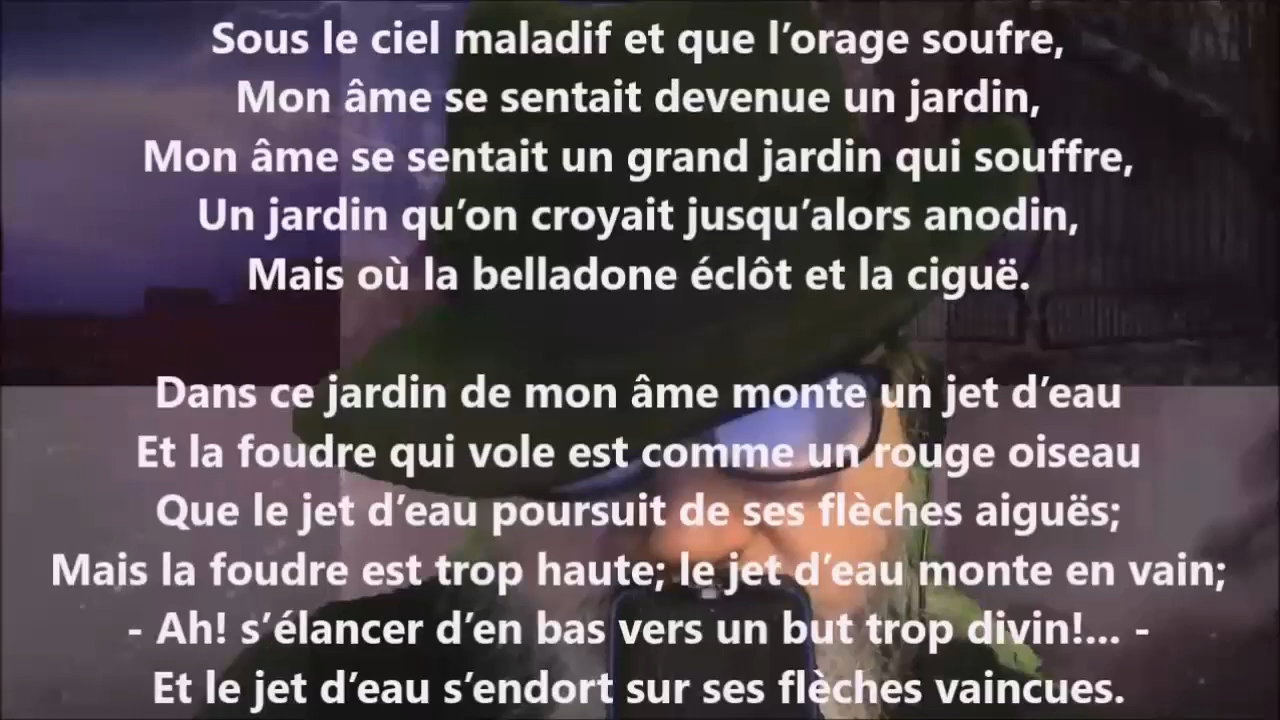 Sous le ciel maladif et que l’orage soufre,
Mon âme se sentait devenue un jardin,
Mon âme se sentait un grand jardin qui souffre,
Un jardin qu’on croyait jusqu’alors anodin,
Mais où la belladone éclôt et la ciguë.
Dans ce jardin de mon âme monte un jet d’eau
Et la foudre qui vole est comme un rouge oiseau
Que le jet d’eau poursuit de ses flèches aiguës;
Mais la foudre est trop haute; le jet d’eau monte en vain;
- Ah! s’élancer d’en bas vers un but trop divin!... -
Et le jet d’eau s’endort sur ses flèches vaincues.